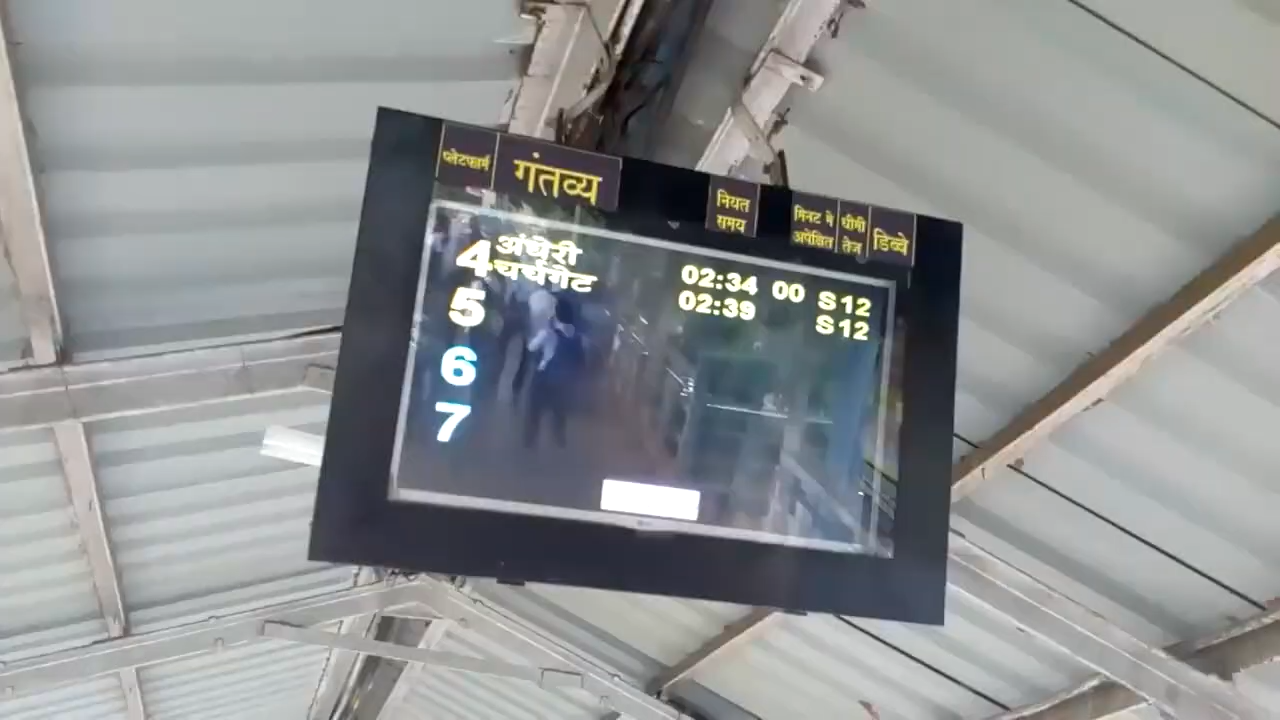 प्लेटफार्म गंतव्य नियत समय मिनट में अपेक्षित धीमी तेज डिब्बे
4 अंधेरी 02:34 00 S12
5 चर्चगेट 02:39 S12
6
7